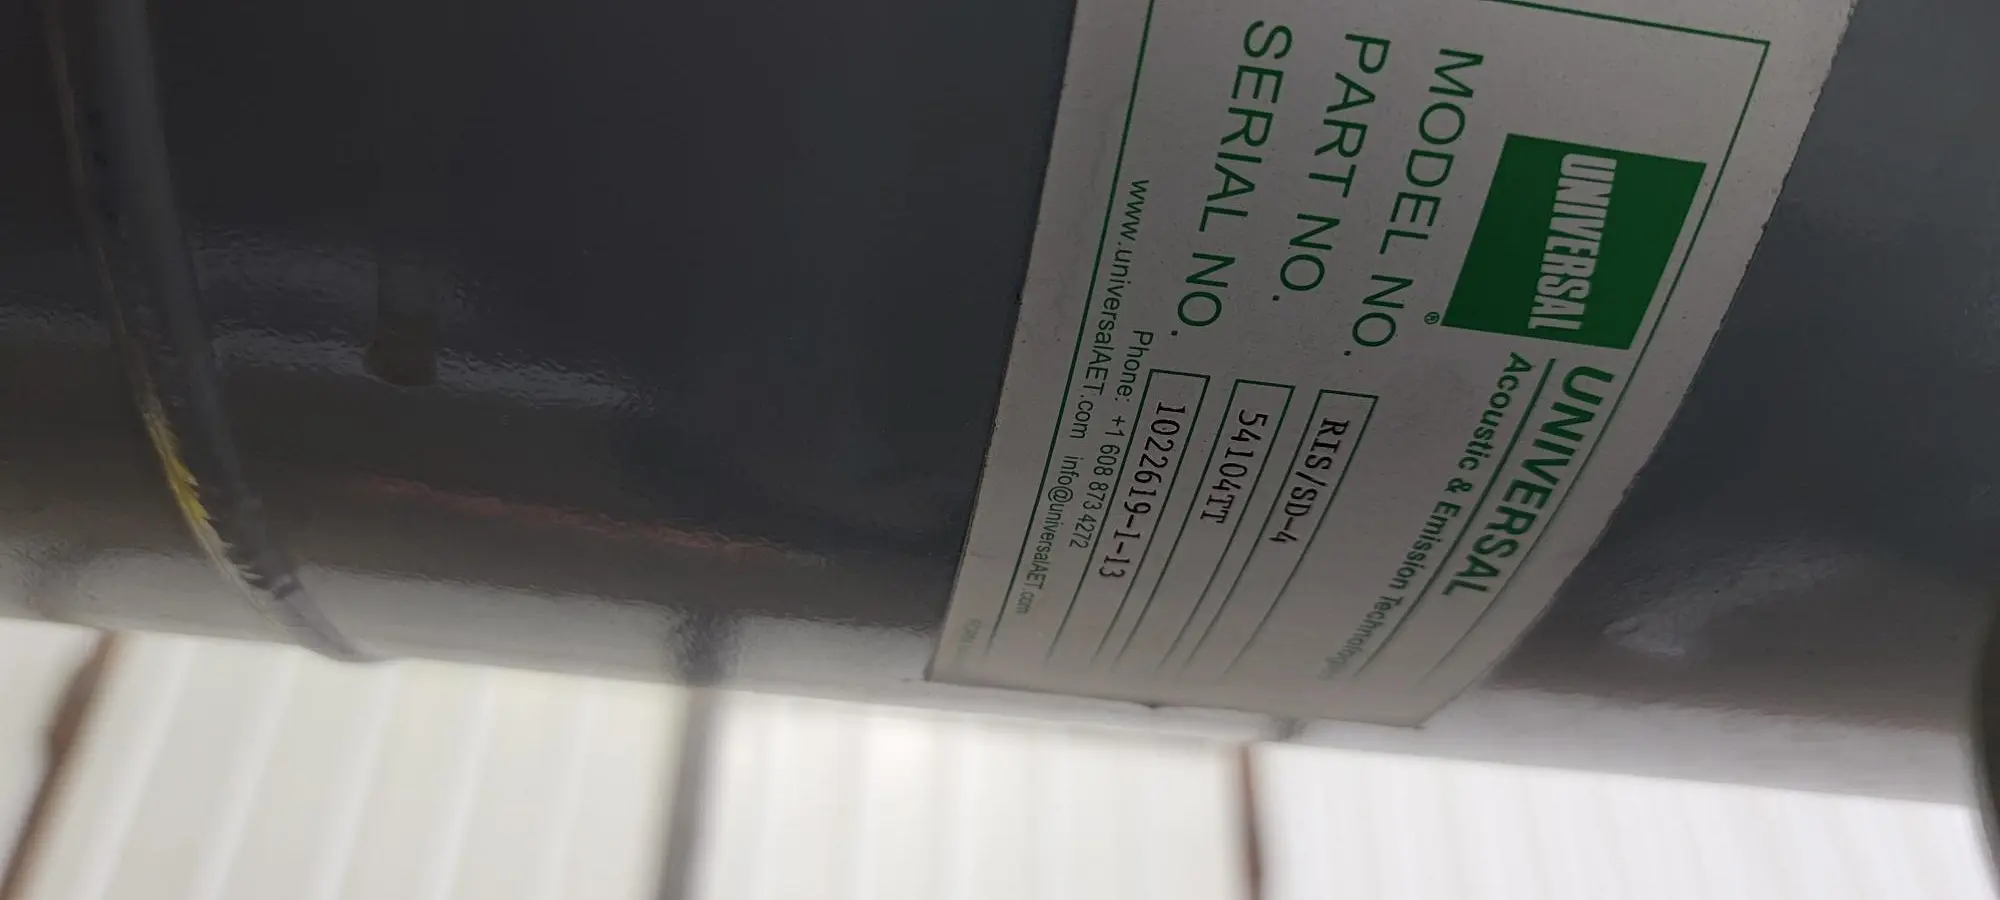 UNIVERSAL
®
UNIVERSAL
Acoustic & Emission Technologies
MODEL NO. RIS/SD-4
PART NO. 54104TT
SERIAL NO. 1022619-1-13
Phone: +1 608 873 4272
www.universalAET.com info@universalAET.com